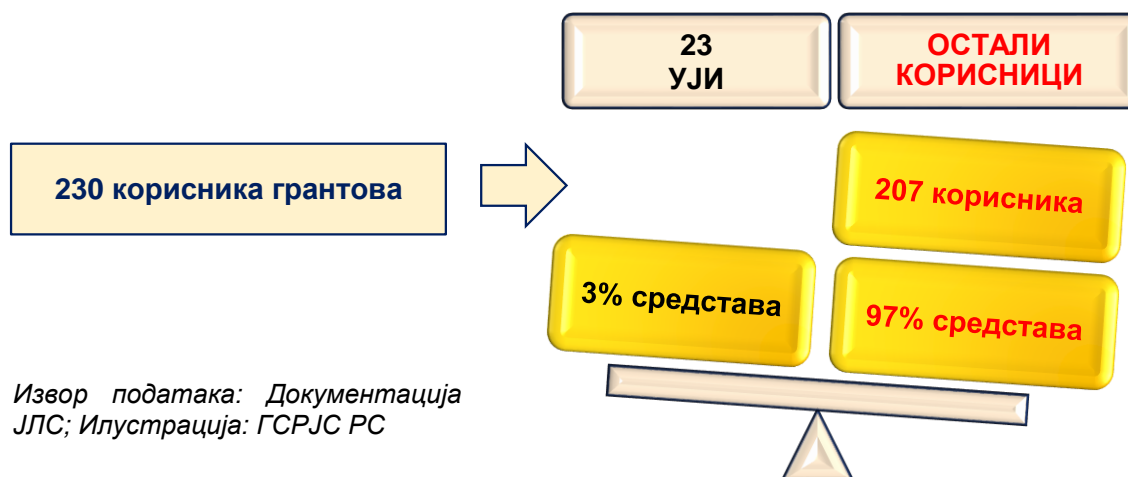 23
УЈИ
ОСТАЛИ
КОРИСНИЦИ
230 корисника грантова
207 корисника
3% средстава
97% средстава
Извор података: Документација
ЈЛС; Илустрација: ГСРЈС РС